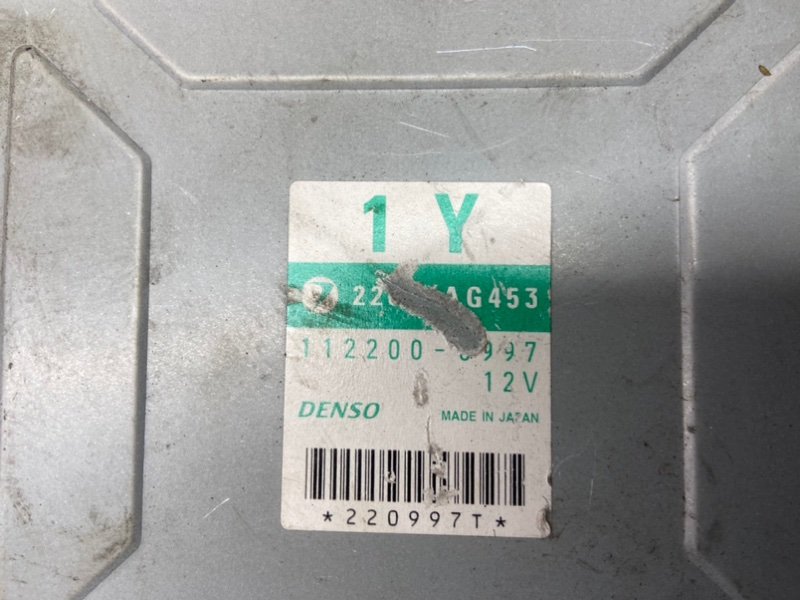 1 Y
AG453
112200-
12V
DENSO
MADE IN JAPAN
*220997T*